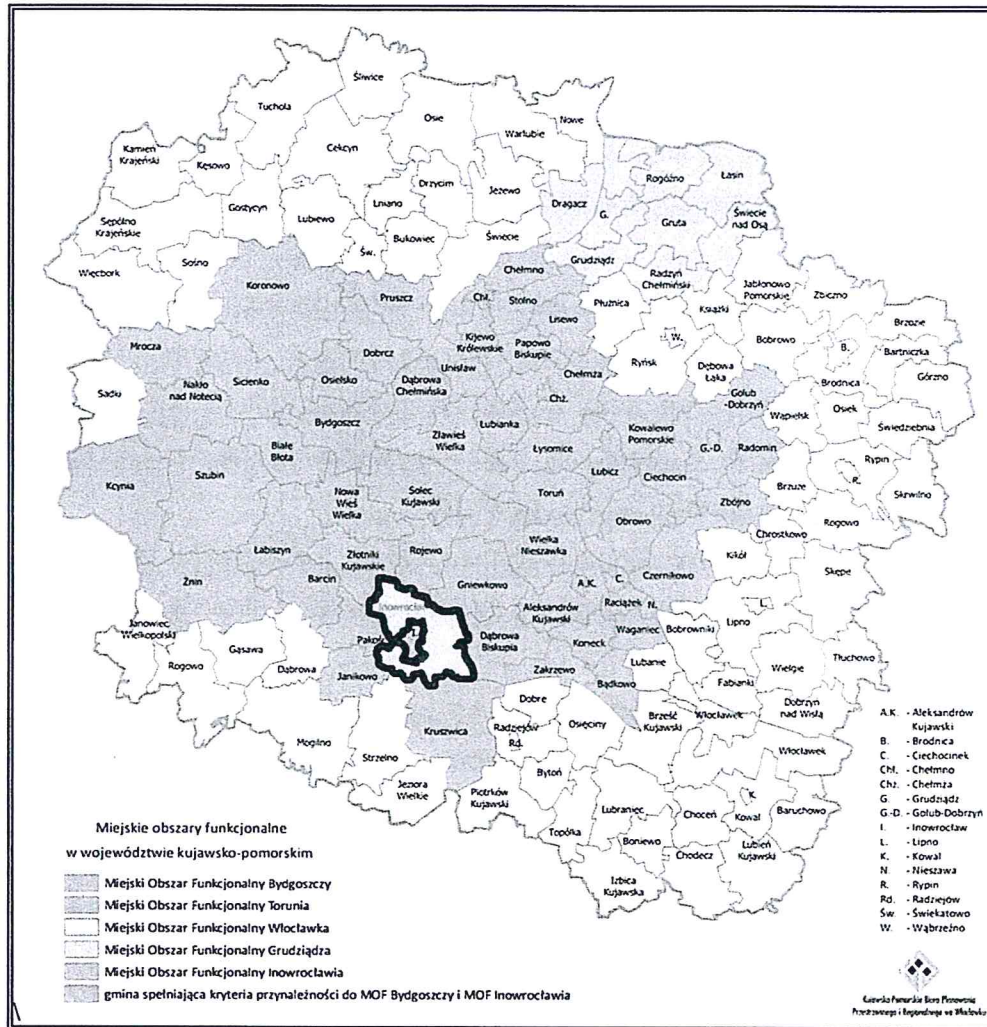 Śliwice
Tuchola
Osie
Nowe
Warlubie
Cekcyn
Kamień
Krajeński
Kęsowo
Rogóźno
Łasin
Drzycim
Jeżewo
Dragacz
G.
Gostycyn
Lniano
Lubiewo
Gruta
Świecie
nad Osą
Sępólno
Krajeńskie
Św.
Bukowiec
Świecie
Sośno
Grudziądz
Więcbork
Chełmno
Radzyń
Chełmiński
Koronowo
Pruszcz
Chł.
Stolno
Płużnica
Jabłonowo
Pomorskie
Zbiczno
Książki
Lisewo
Brzozie
Mrocza
Kijewo
Królewskie
Papowo
Biskupie
W.
Bobrowo
B.
Bartniczka
Dobrcz
Unisław
Ryńsk
Sadki
Nakło
nad Notecią
Sicienko
Osielsko
Dąbrowa
Chełmińska
Chełmża
Dębowa
Łąka
Górzno
Chż.
Golub
-Dobrzyń
Brodnica
Wąpielsk
Osiek
Bydgoszcz
Świedziebnia
Łubianka
Zławieś
Wielka
Kowalewo
Pomorskie
Białe
Błota
Łysomice
G.-D.
Radomin
Rypin
Kcynia
Szubin
Lubicz
Ciechocin
R.
Brzuze
Skrwilno
Nowa
Wieś
Wielka
Solec
Kujawski
Toruń
Zbójno
Obrowo
Rogowo
Chrostkowo
Wielka
Nieszawka
Łabiszyn
Złotniki
Kujawskie
Rojewo
Kikół
Skępe
Żnin
Barcin
Gniewkowo
A.K.
C.
Czernikowo
Inowrocław
Aleksandrów
Kujawski
Raciążek
N.
L.
Janowiec
Wielkopolski
Waganiec
Bobrowniki
Lipno
Pakość
I.
Dąbrowa
Biskupia
Koneck
Tłuchowo
Gąsawa
Rogowo
Dąbrowa
Lubanie
Wielgie
Janikowo
Zakrzewo
Bądkowo
Fabianki
Dobre
Dobrzyń
nad Wisłą
Kruszwica
Radziejów
Rd.
Osięciny
Brześć
Kujawski
Włocławek
Mogilno
Strzelno
Włocławek
Bytoń
Jeziora
Wielkie
Piotrków
Kujawski
K.
Lubraniec
Choceń
Kowal
Baruchowo
Topólka
Boniewo
Chodecz
Lubień
Kujawski
Izbica
Kujawska
Miejskie obszary funkcjonalne
w województwie kujawsko-pomorskim
Miejski Obszar Funkcjonalny Bydgoszczy
Miejski Obszar Funkcjonalny Torunia
Miejski Obszar Funkcjonalny Włocławka
Miejski Obszar Funkcjonalny Grudziądza
Miejski Obszar Funkcjonalny Inowrocławia
gmina spełniająca kryteria przynależności do MOF Bydgoszczy i MOF Inowrocławia
A.K. - Aleksandrów
Kujawski
B. - Brodnica
C. - Ciechocinek
Chł. - Chełmno
Chż. - Chełmża
G. - Grudziądz
G.-D. - Golub-Dobrzyń
I. - Inowrocław
L. - Lipno
K. - Kowal
N. - Nieszawa
R. - Rypin
Rd. - Radziejów
Św. - Świekatowo
W. - Wąbrzeźno
Kujawsko-Pomorskie Biuro Planowania
Przestrzennego i Regionalnego we Włocławku